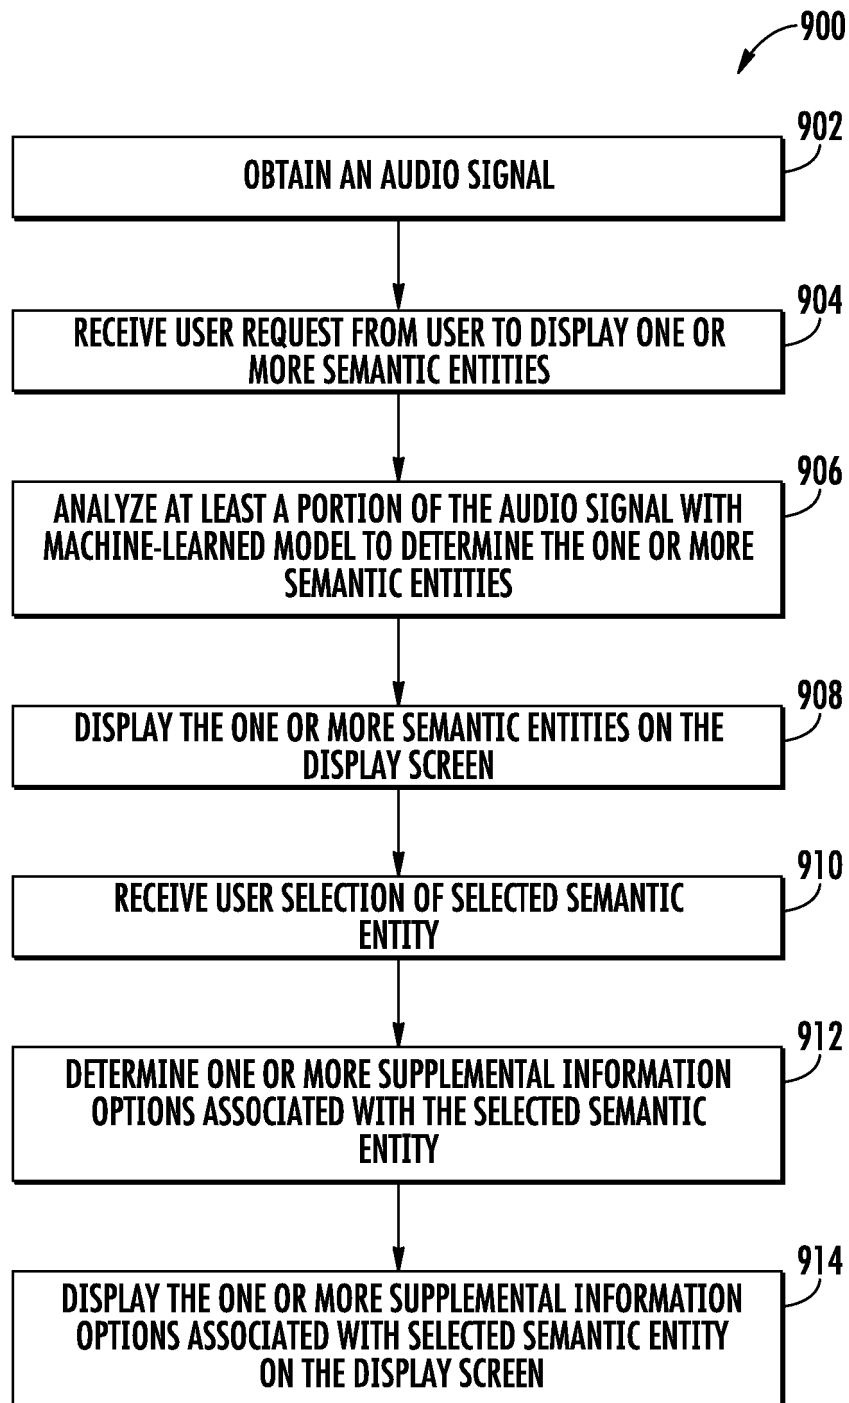 900
902
OBTAIN AN AUDIO SIGNAL
904
RECEIVE USER REQUEST FROM USER TO DISPLAY ONE OR
MORE SEMANTIC ENTITIES
906
ANALYZE AT LEAST A PORTION OF THE AUDIO SIGNAL WITH
MACHINE-LEARNED MODEL TO DETERMINE THE ONE OR MORE
SEMANTIC ENTITIES
908
DISPLAY THE ONE OR MORE SEMANTIC ENTITIES ON THE
DISPLAY SCREEN
910
RECEIVE USER SELECTION OF SELECTED SEMANTIC
ENTITY
912
DETERMINE ONE OR MORE SUPPLEMENTAL INFORMATION
OPTIONS ASSOCIATED WITH THE SELECTED SEMANTIC
ENTITY
914
DISPLAY THE ONE OR MORE SUPPLEMENTAL INFORMATION
OPTIONS ASSOCIATED WITH SELECTED SEMANTIC ENTITY
ON THE DISPLAY SCREEN